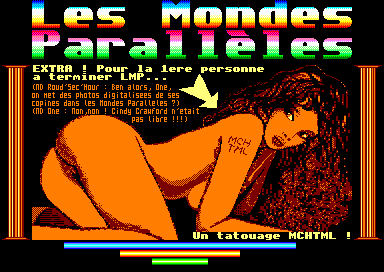 Les Mondes
Parallèles
EXTRA ! Pour la 1ere personne
a terminer LMP...
(ND Roud'Sec'Hour : Ben alors, One,
on met des photos digitalisees de ses
copines dans les Mondes Paralleles ?)
(ND One : Non,non ! Cindy Crawford n'etait
pas libre !!!)
MCH
TML
Un tatouage MCHTML !